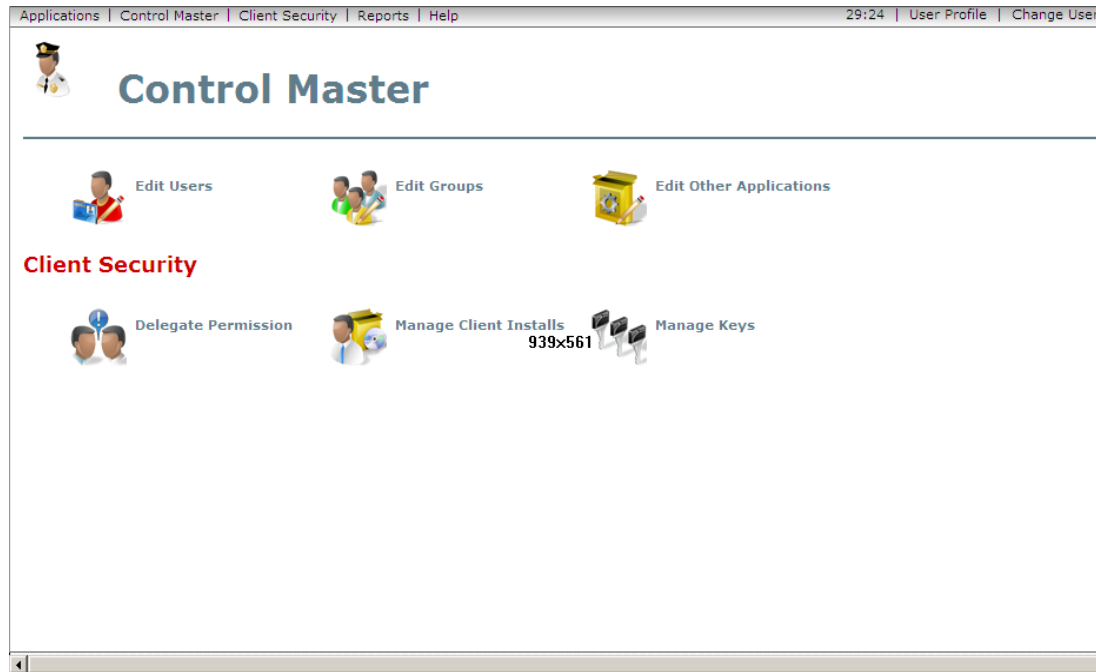 Applications | Control Master | Client Security | Reports | Help 29:24 | User Profile | Change User
Control Master
Edit Users Edit Groups Edit Other Applications
Client Security
Delegate Permission Manage Client Installs Manage Keys
939x561